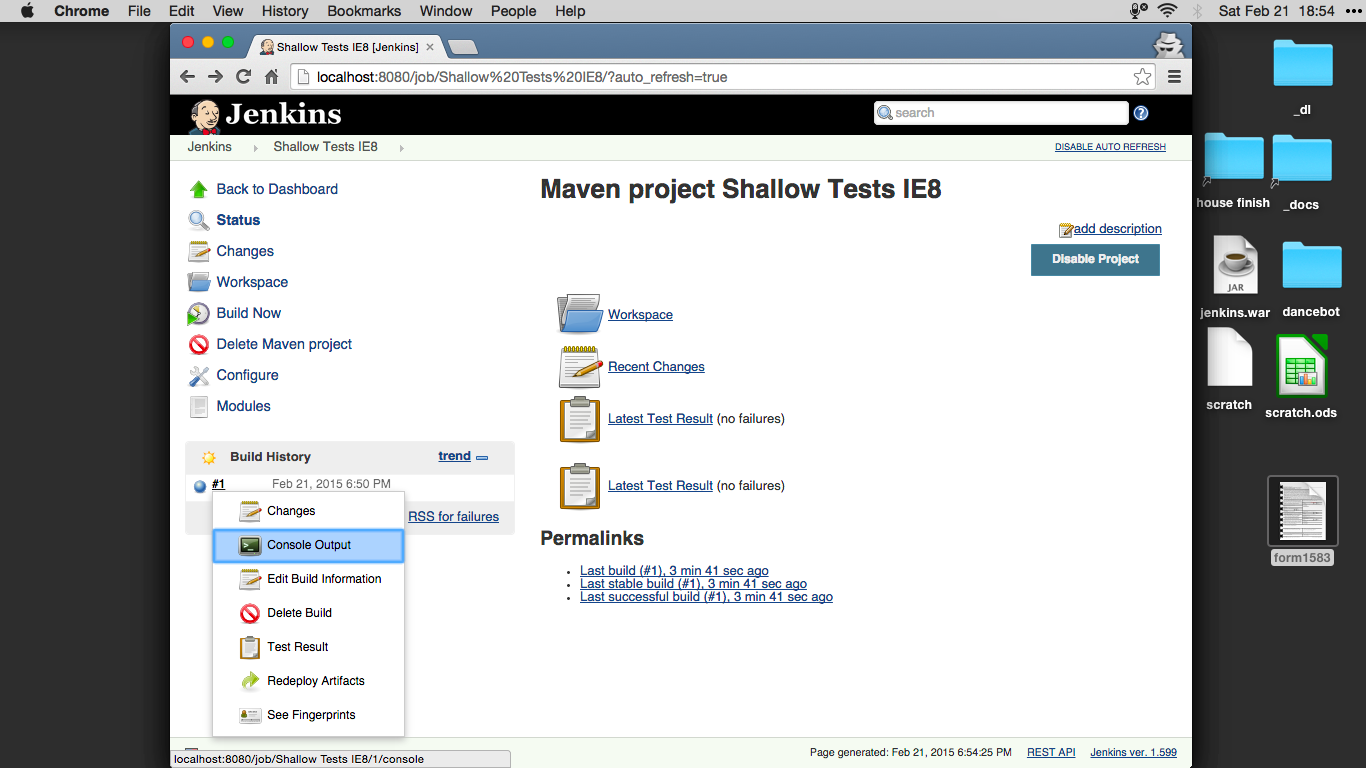 Chrome File Edit View History Bookmarks Window People Help Sat Feb 21 18:54
Shallow Tests IE8 [Jenkins]
localhost:8080/job/Shallow%20Tests%20IE8/?auto_refresh=true
Jenkins
search
Jenkins Shallow Tests IE8
DISABLE AUTO REFRESH
Back to Dashboard
Status
Changes
Workspace
Build Now
Delete Maven project
Configure
Modules
Build History trend
#1 Feb 21, 2015 6:50 PM
RSS for failures
Changes
Console Output
Edit Build Information
Delete Build
Test Result
Redeploy Artifacts
See Fingerprints
Maven project Shallow Tests IE8
add description
Disable Project
Workspace
Recent Changes
Latest Test Result (no failures)
Latest Test Result (no failures)
Permalinks
Last build (#1), 3 min 41 sec ago
Last stable build (#1), 3 min 41 sec ago
Last successful build (#1), 3 min 41 sec ago
Page generated: Feb 21, 2015 6:54:25 PM REST API Jenkins ver. 1.599
localhost:8080/job/Shallow Tests IE8/1/console
_dl
house finish
_docs
JAR
jenkins.war
dancebot
scratch
scratch.ods
form1583